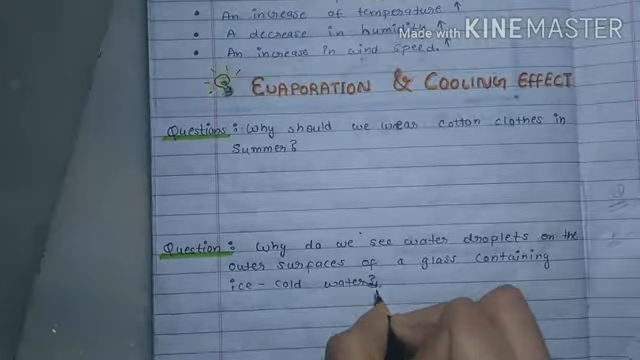 • An increase of temperature ↑
• A decrease in humidity ↑
• An increase in wind speed. ↑
Made with KINEMASTER
EVAPORATION & COOLING EFFECT
Questions: Why should we wear cotton clothes in
Summer?
Question: Why do we see water droplets on the
outer surfaces of a glass containing
ice-cold water?